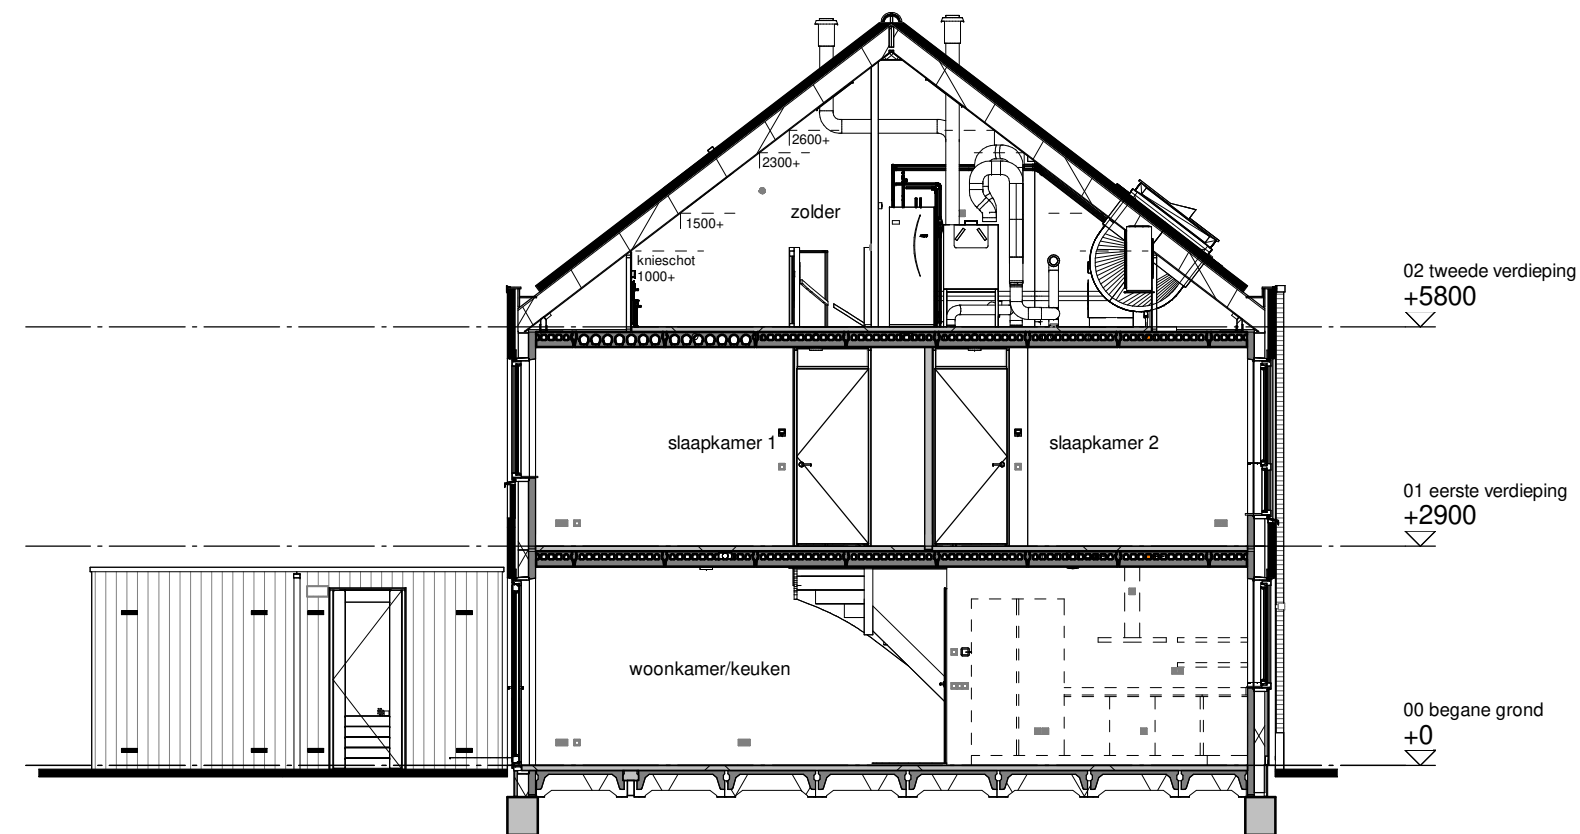 2600+
2300+
zolder
1500+
knieschot
1000+
02 tweede verdieping
+5800
slaapkamer 1
slaapkamer 2
01 eerste verdieping
+2900
woonkamer/keuken
00 begane grond
+0